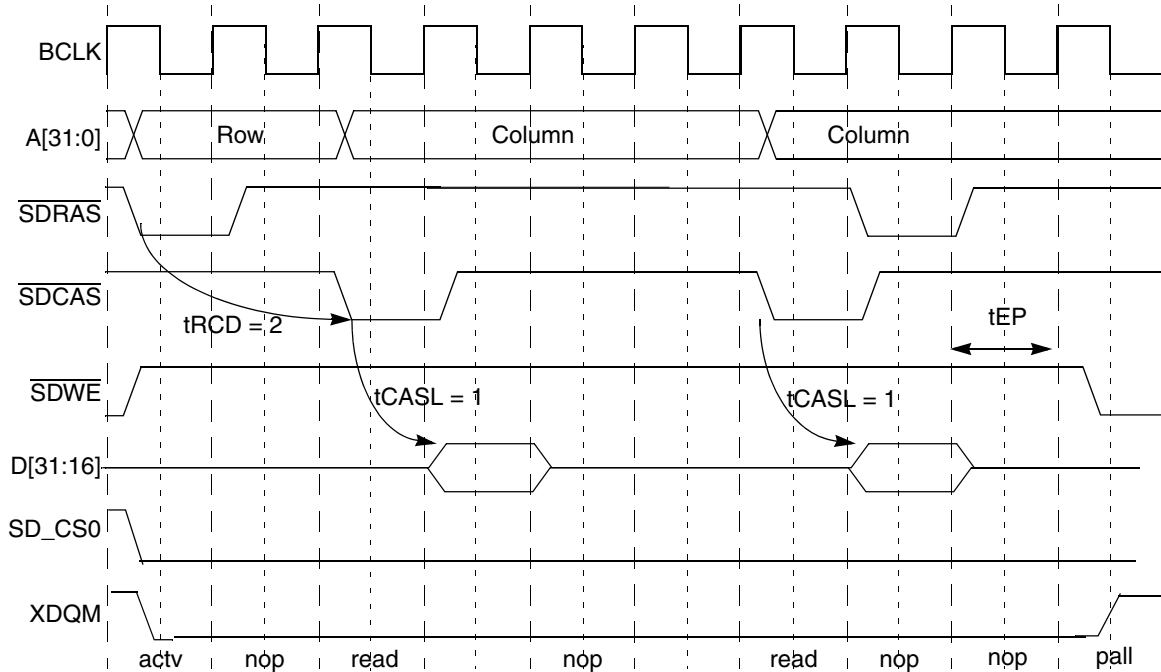 BCLK
A[31:0]
Row
Column
Column
SDRAS
SDCAS
tRCD = 2
tEP
SDWE
tCASL = 1
tCASL = 1
D[31:16]
SD_CS0
XDQM
actv
nop
read
nop
read
nop
nop
pall